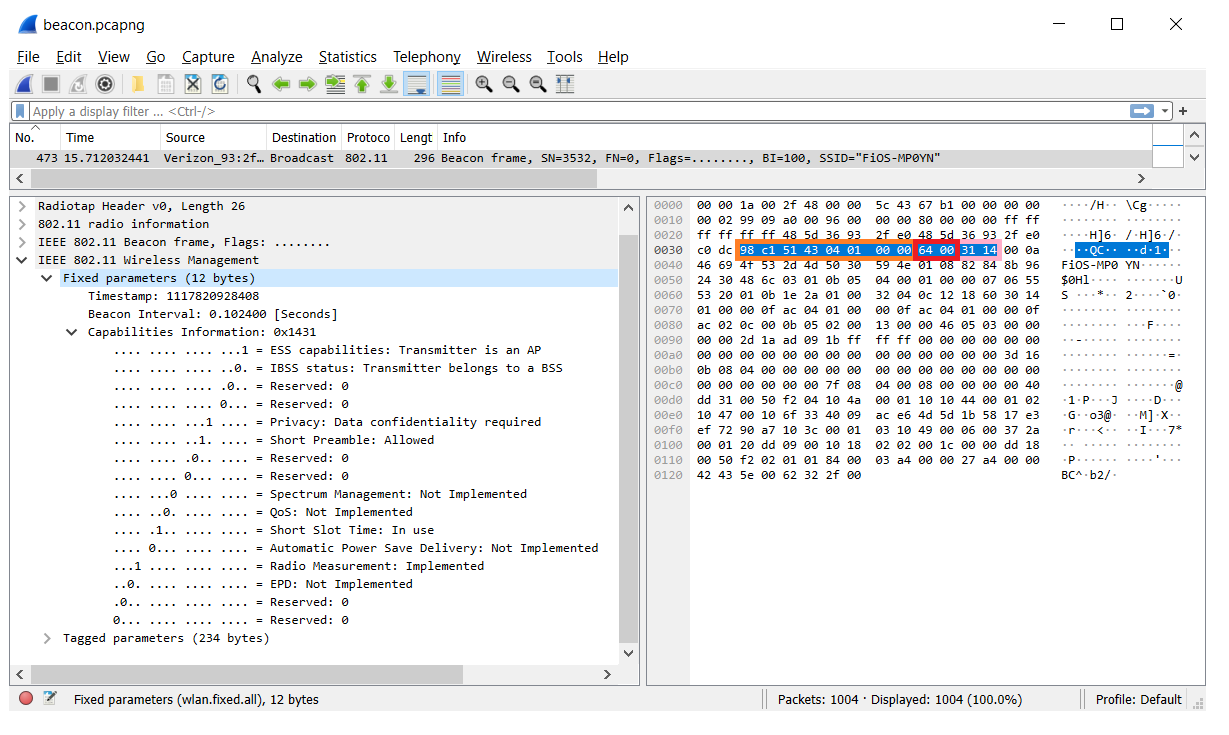 beacon.pcapng
File Edit View Go Capture Analyze Statistics Telephony Wireless Tools Help
Apply a display filter ... <Ctrl-/>
No. Time Source Destination Protoco Lengt Info
473 15.712032441 Verizon_93:2f… Broadcast 802.11 296 Beacon frame, SN=3532, FN=0, Flags=........, BI=100, SSID="FiOS-MP0YN"
Radiotap Header v0, Length 26
802.11 radio information
IEEE 802.11 Beacon frame, Flags: ........
IEEE 802.11 Wireless Management
Fixed parameters (12 bytes)
Timestamp: 1117820928408
Beacon Interval: 0.102400 [Seconds]
Capabilities Information: 0x1431
.... .... .... ...1 = ESS capabilities: Transmitter is an AP
.... .... .... ..0. = IBSS status: Transmitter belongs to a BSS
.... .... .... .0.. = Reserved: 0
.... .... .... 0... = Reserved: 0
.... .... ...1 .... = Privacy: Data confidentiality required
.... .... ..1. .... = Short Preamble: Allowed
.... .... .0.. .... = Reserved: 0
.... .... 0... .... = Reserved: 0
.... ...0 .... .... = Spectrum Management: Not Implemented
.... ..0. .... .... = QoS: Not Implemented
.... .1.. .... .... = Short Slot Time: In use
.... 0... .... .... = Automatic Power Save Delivery: Not Implemented
...1 .... .... .... = Radio Measurement: Implemented
..0. .... .... .... = EPD: Not Implemented
.0.. .... .... .... = Reserved: 0
0... .... .... .... = Reserved: 0
Tagged parameters (234 bytes)
0000 00 00 1a 00 2f 48 00 00 5c 43 67 b1 00 00 00 00 ····/H·· \Cg·····
0010 00 02 99 09 a0 00 96 00 00 00 80 00 00 00 ff ff ········ ········
0020 ff ff ff ff 48 5d 36 93 2f e0 48 5d 36 93 2f e0 ····H]6· /·H]6·/·
0030 c0 dc 98 c1 51 43 04 01 00 00 64 00 31 14 00 0a ····QC·· ··d·1···
0040 46 69 4f 53 2d 4d 50 30 59 4e 01 08 82 84 8b 96 FiOS-MP0 YN······
0050 24 30 48 6c 03 01 0b 05 04 00 01 00 00 07 06 55 $0Hl···· ·······U
0060 53 20 01 0b 1e 2a 01 00 32 04 0c 12 18 60 30 14 S ···*·· 2····`0·
0070 01 00 00 0f ac 04 01 00 00 0f ac 04 01 00 00 0f ········ ········
0080 ac 02 0c 00 0b 05 02 00 13 00 00 46 05 03 00 00 ········ ···F····
0090 00 00 2d 1a ad 09 1b ff ff ff 00 00 00 00 00 00 ··-····· ········
00a0 00 00 00 00 00 00 00 00 00 00 00 00 00 00 3d 16 ········ ······=·
00b0 0b 08 04 00 00 00 00 00 00 00 00 00 00 00 00 00 ········ ········
00c0 00 00 00 00 00 00 7f 08 04 00 08 00 00 00 00 40 ········ ·······@
00d0 dd 31 00 50 f2 04 10 4a 00 01 10 10 44 00 01 02 ·1·P···J ····D···
00e0 10 47 00 10 6f 33 40 09 ac e6 4d 5d 1b 58 17 e3 ·G··o3@· ··M]·X··
00f0 ef 72 90 a7 10 3c 00 01 03 10 49 00 06 00 37 2a ·r···<·· ··I···7*
0100 00 01 20 dd 09 00 10 18 02 02 00 1c 00 00 dd 18 ·· ····· ········
0110 00 50 f2 02 01 01 84 00 03 a4 00 00 27 a4 00 00 ·P······ ····'···
0120 42 43 5e 00 62 32 2f 00 BC^·b2/·
Fixed parameters (wlan.fixed.all), 12 bytes
Packets: 1004 · Displayed: 1004 (100.0%)
Profile: Default